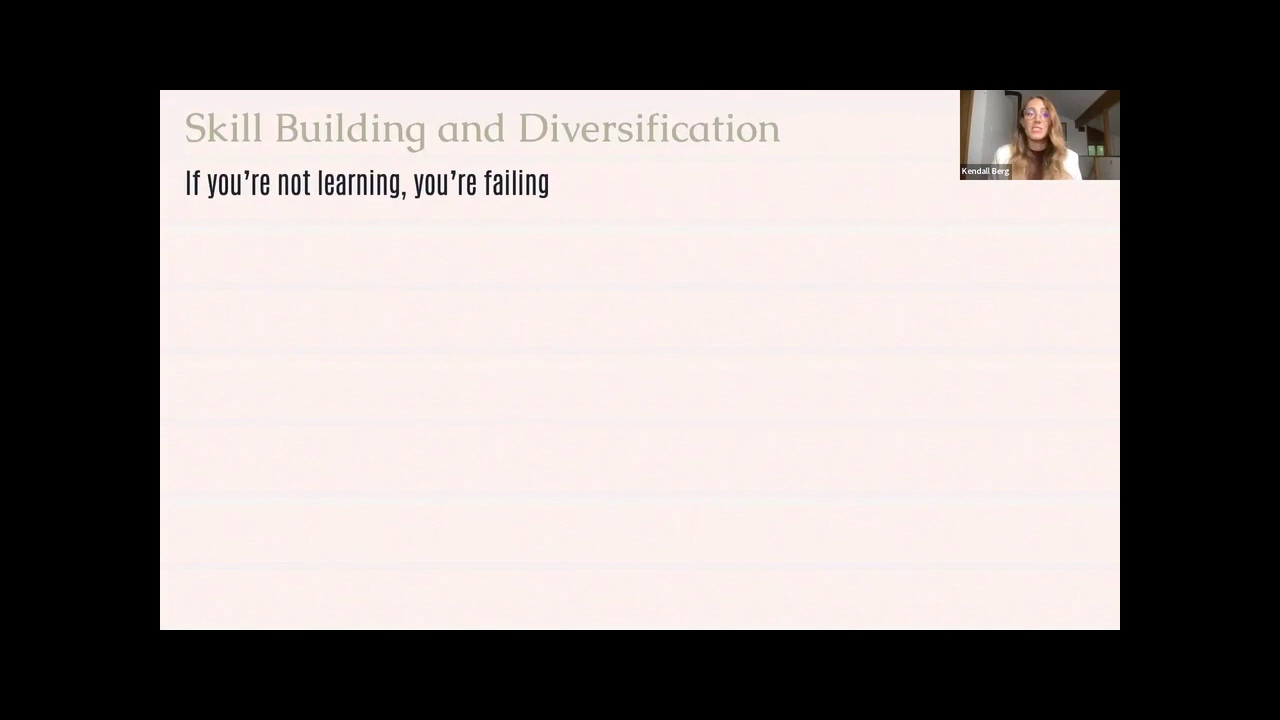 Skill Building and Diversification
If you’re not learning, you’re failing
Kendall Berg